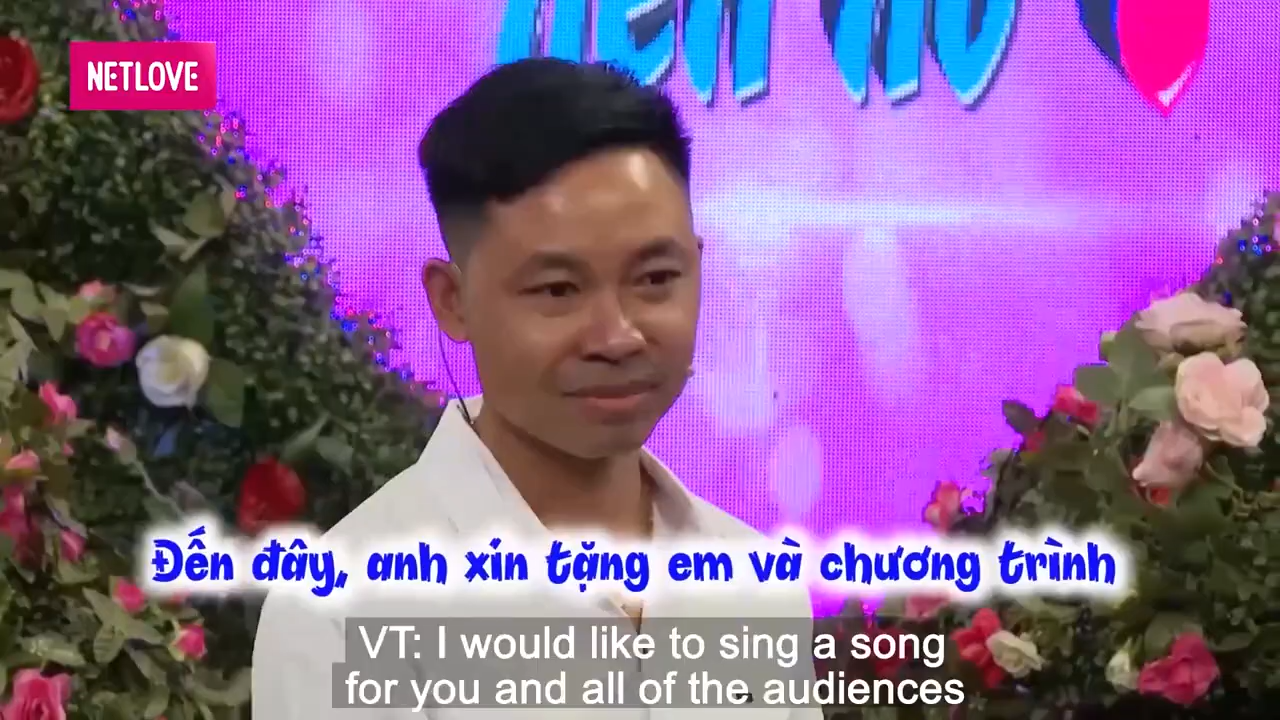 NETLOVE
Đến đây, anh xin tặng em và chương trình
VT: I would like to sing a song
for you and all of the audiences